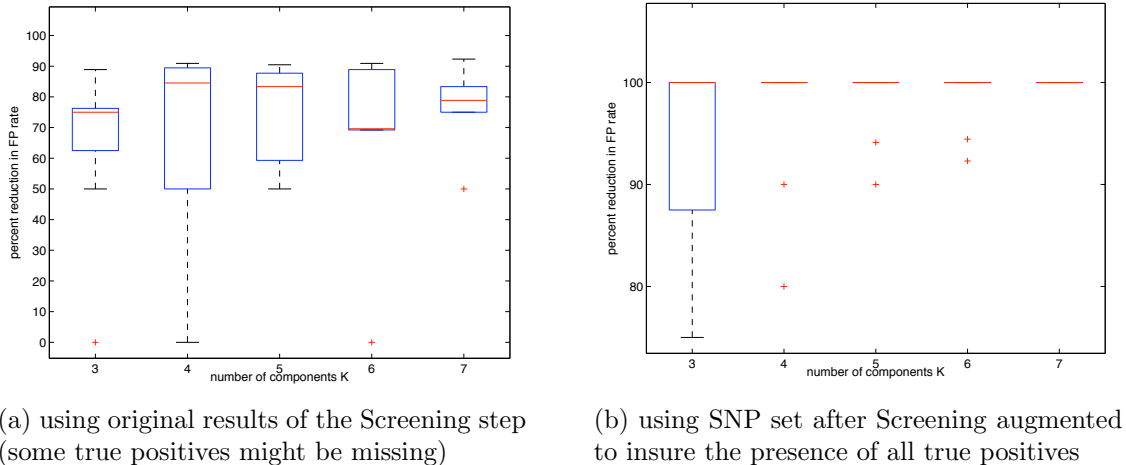 100
90
80
70
60
50
40
30
20
10
0
percent reduction in FP rate
3 4 5 6 7
number of components K
100
90
80
percent reduction in FP rate
3 4 5 6 7
number of components K
(a) using original results of the Screening step
(some true positives might be missing)
(b) using SNP set after Screening augmented
to insure the presence of all true positives